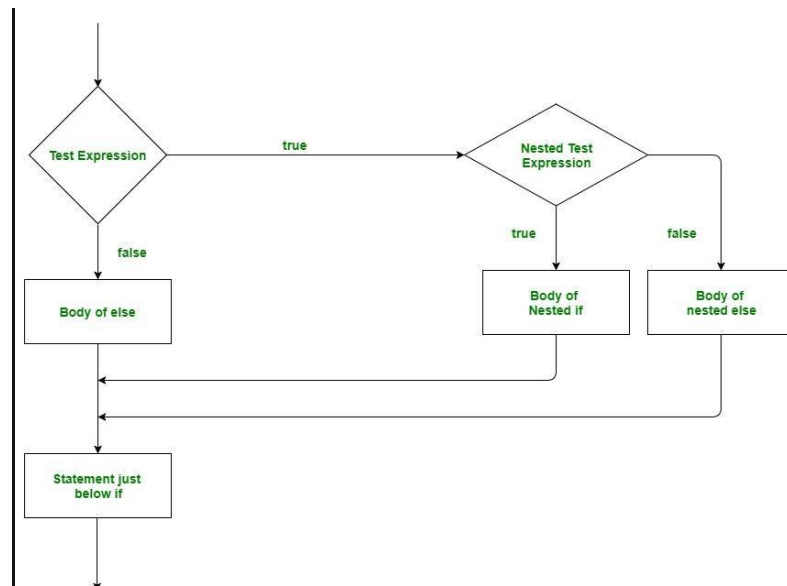 Test Expression
true
Nested Test
Expression
false
true
false
Body of else
Body of
Nested if
Body of
nested else
Statement just
below if